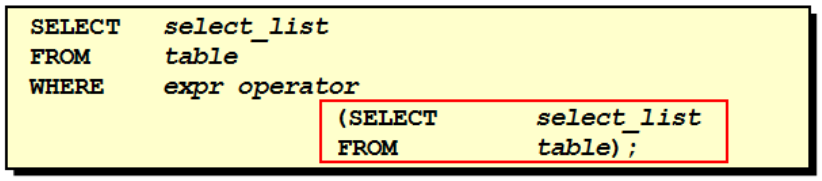 SELECT select_list
FROM table
WHERE expr operator
(SELECT select_list
FROM table);